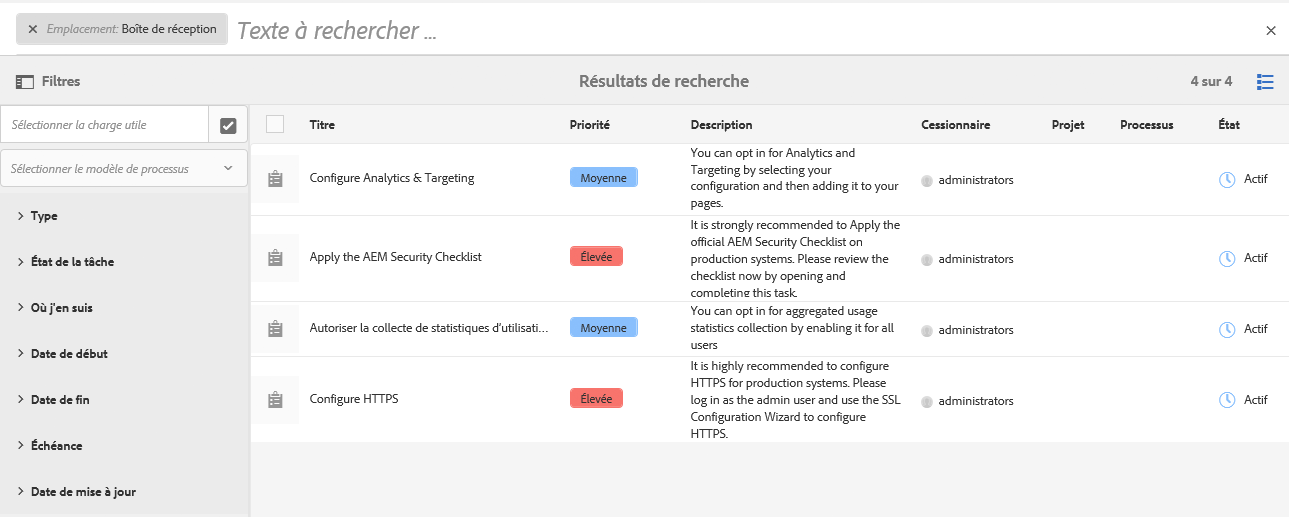 Emplacement: Boîte de réception
Texte à rechercher ...
Filtres
Résultats de recherche
4 sur 4
Sélectionner la charge utile
Sélectionner le modèle de processus
Type
État de la tâche
Où j'en suis
Date de début
Date de fin
Échéance
Date de mise à jour
Titre Priorité Description Cessionnaire Projet Processus État
Configure Analytics & Targeting
Moyenne
You can opt in for Analytics and
Targeting by selecting your
configuration and then adding it to your
pages.
administrators
Actif
Apply the AEM Security Checklist
Élevée
It is strongly recommended to Apply the
official AEM Security Checklist on
production systems. Please review the
checklist now by opening and
completing this task.
administrators
Actif
Autoriser la collecte de statistiques d'utilisati...
Moyenne
You can opt in for aggregated usage
statistics collection by enabling it for all
users
administrators
Actif
Configure HTTPS
Élevée
It is highly recommended to configure
HTTPS for production systems. Please
log in as the admin user and use the SSL
Configuration Wizard to configure
HTTPS.
administrators
Actif